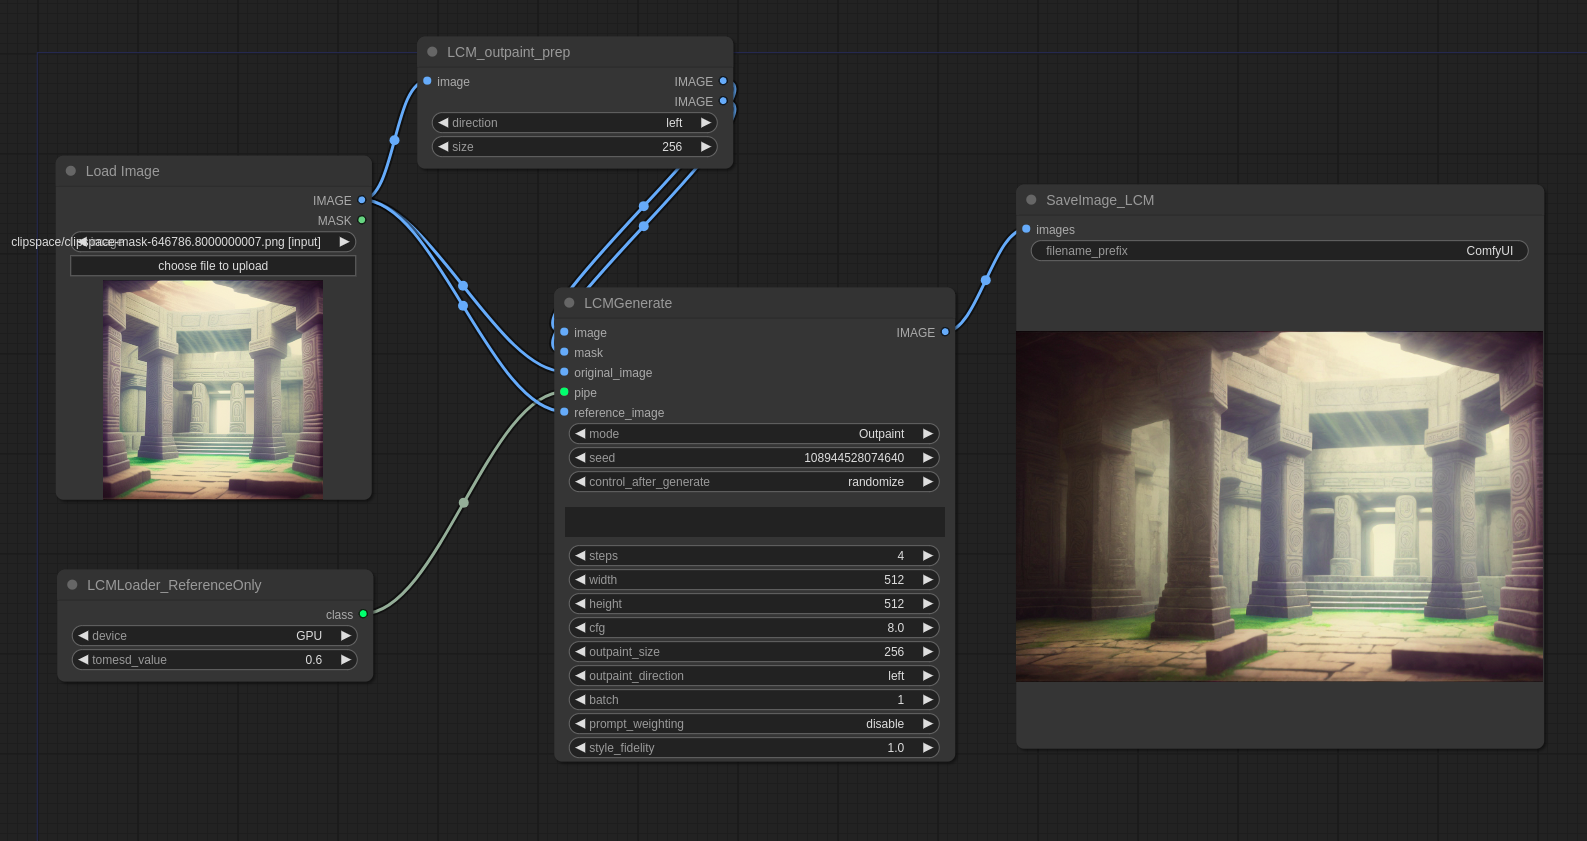 LCM_outpaint_prep
image IMAGE
IMAGE
direction left
size 256
Load Image
IMAGE
MASK
clipspace/clipspace-mask-646786.8000000007.png [input]
choose file to upload
LCMLoader_ReferenceOnly
class
device GPU
tomesd_value 0.6
LCMGenerate
image IMAGE
mask
original_image
pipe
reference_image
mode Outpaint
seed 108944528074640
control_after_generate randomize
steps 4
width 512
height 512
cfg 8.0
outpaint_size 256
outpaint_direction left
batch 1
prompt_weighting disable
style_fidelity 1.0
SaveImage_LCM
images
filename_prefix ComfyUI